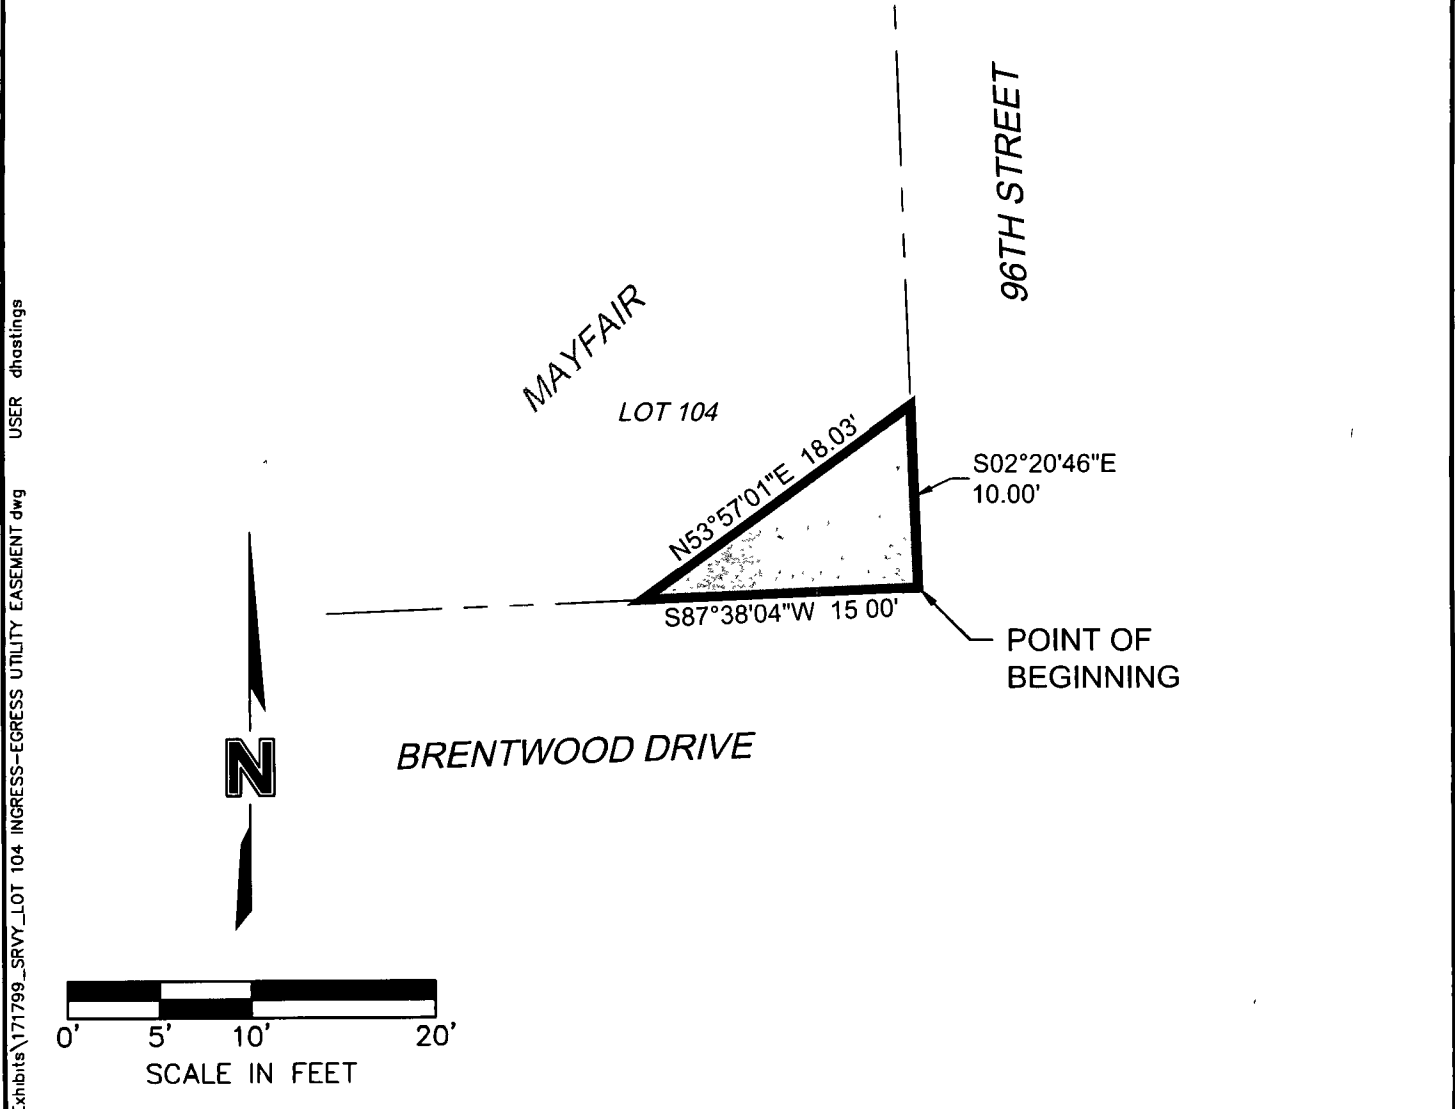 96TH STREET
MAYFAIR
LOT 104
N53°57'01"E 18.03'
S02°20'46"E
10.00'
S87°38'04"W 15 00'
POINT OF
BEGINNING
BRENTWOOD DRIVE
N
0' 5' 10' 20'
SCALE IN FEET
Exhibits\171799_SRVY_LOT 104 INGRESS-EGRESS UTILITY EASEMENT dwg USER dhastings